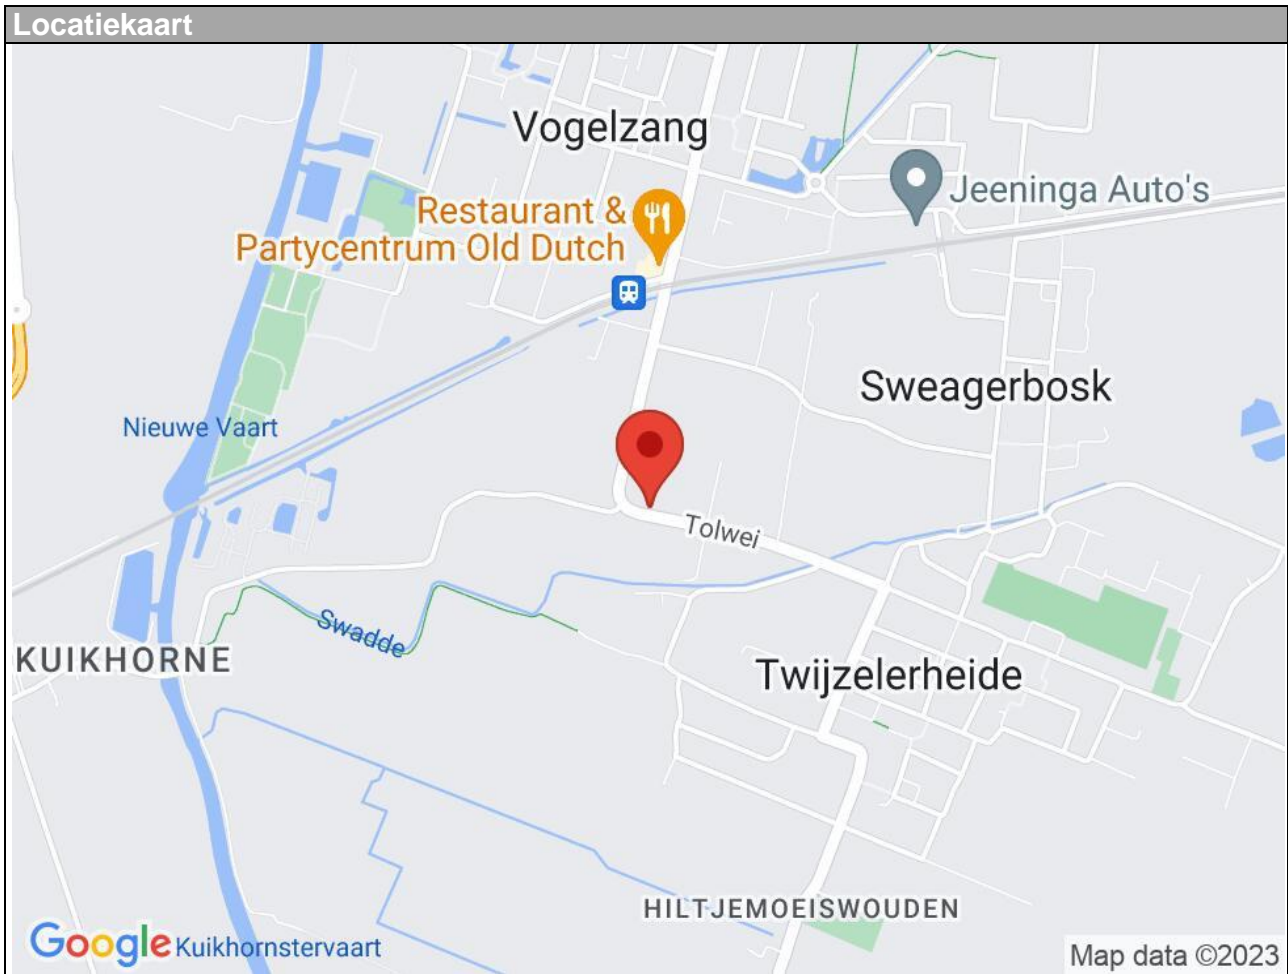 Locatiekaart
Vogelzang
Jeeninga Auto's
Restaurant &
Partycentrum Old Dutch
Sweagerbosk
Nieuwe Vaart
Tolwei
Swadde
KUIKHORNE
Twijzelerheide
HILTJEMOEISWOUDEN
Google
Kuikhornstervaart
Map data ©2023